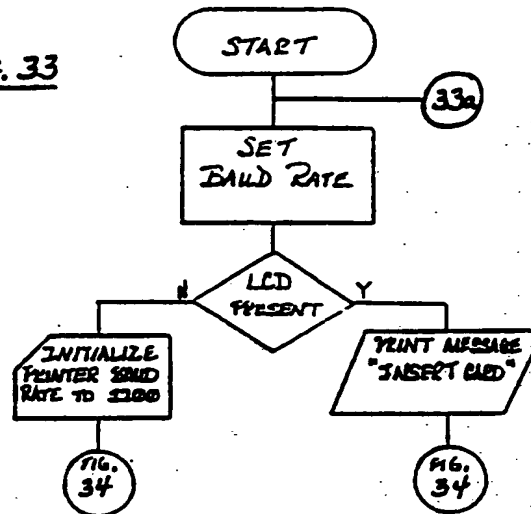 . 33
START
33a
SET
BAUD RATE
LCD
PRESENT
N
Y
INITIALIZE
PRINTER BAUD
RATE TO 1200
PRINT MESSAGE
"INSERT CARD"
FIG.
34
FIG.
34